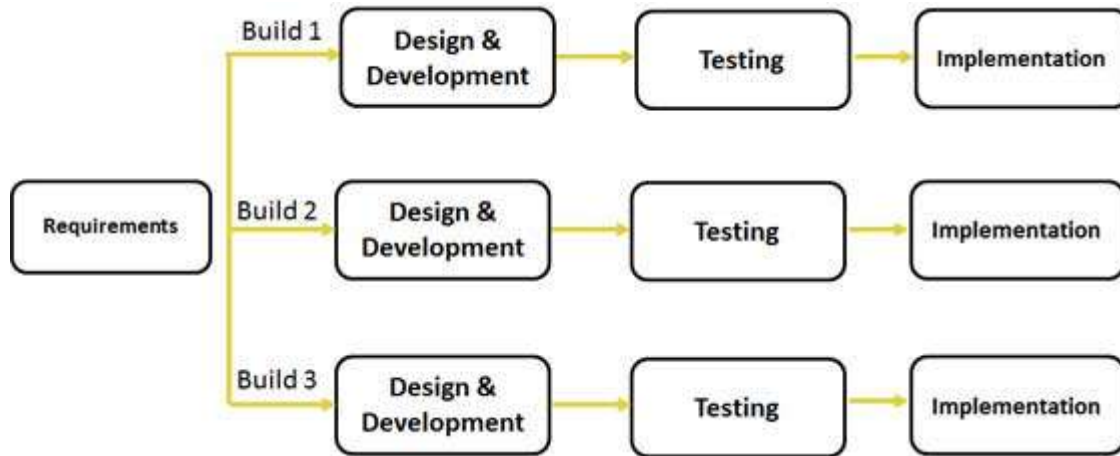 Build 1
Design &
Development
Testing
Implementation
Requirements
Build 2
Design &
Development
Testing
Implementation
Build 3
Design &
Development
Testing
Implementation